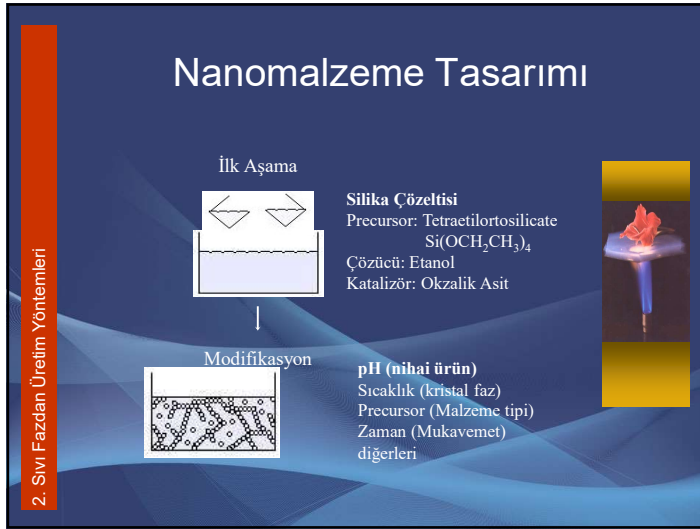 Nanomalzeme Tasarımı
İlk Aşama
Silika Çözeltisi
Precursor: Tetraetilortosilicate
Si(OCH₂CH₃)₄
Çözücü: Etanol
Katalizör: Okzalik Asit
Modifikasyon
pH (nihai ürün)
Sıcaklık (kristal faz)
Precursor (Malzeme tipi)
Zaman (Mukavemet)
diğerleri
2. Sıvı Fazdan Üretim Yöntemleri